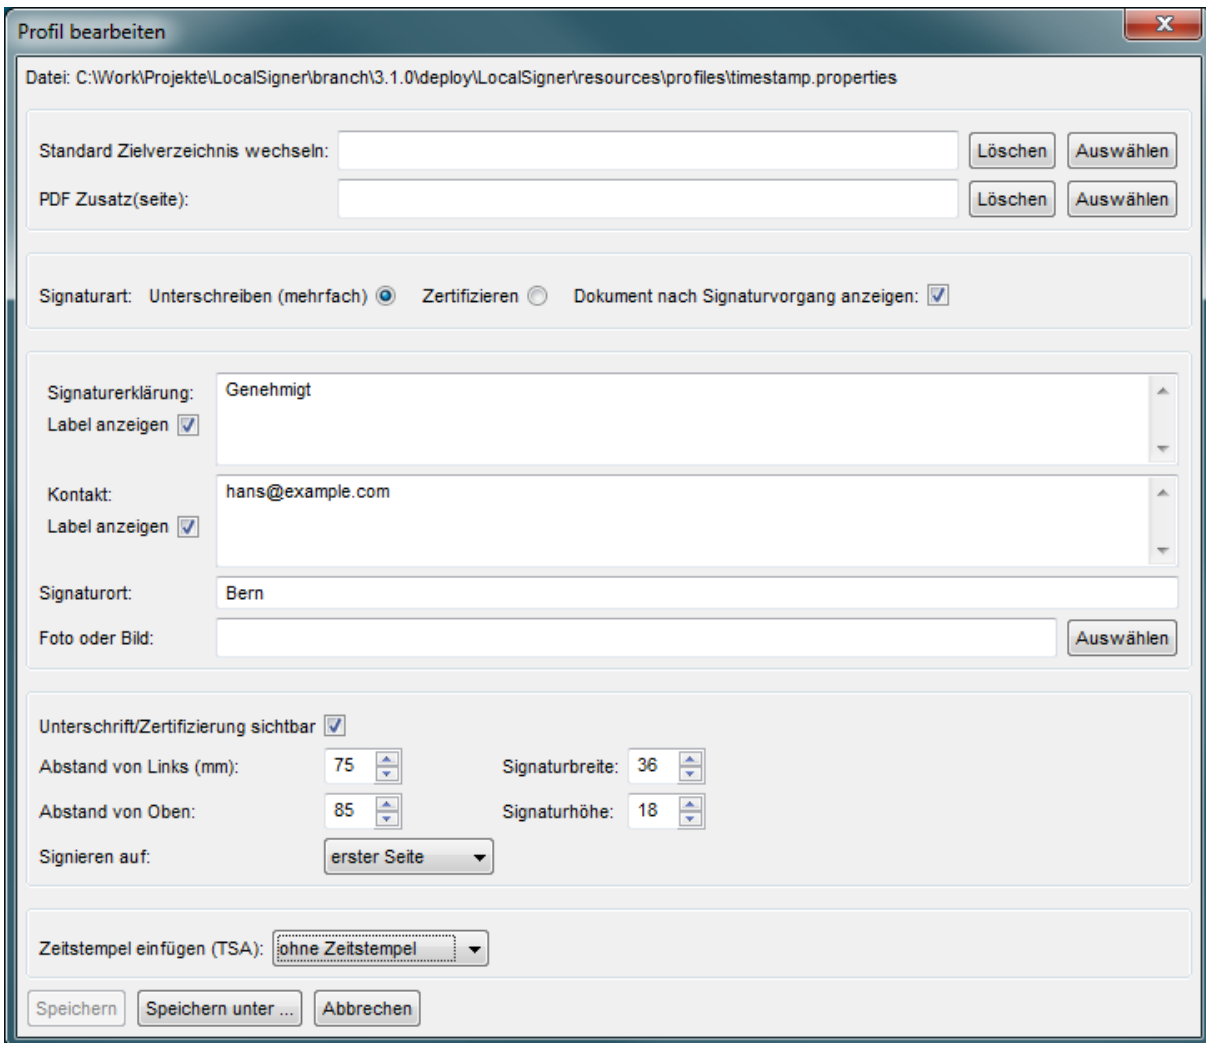 Profil bearbeiten
Datei: C:\Work\Projekte\LocalSigner\branch\3.1.0\deploy\LocalSigner\resources\profiles\timestamp.properties
Standard Zielverzeichnis wechseln: Löschen Auswählen
PDF Zusatz(seite): Löschen Auswählen
Signaturart: Unterschreiben (mehrfach) Zertifizieren Dokument nach Signaturvorgang anzeigen:
Signaturerklärung: Genehmigt
Label anzeigen
Kontakt: hans@example.com
Label anzeigen
Signaturort: Bern
Foto oder Bild: Auswählen
Unterschrift/Zertifizierung sichtbar
Abstand von Links (mm): 75 Signaturbreite: 36
Abstand von Oben: 85 Signaturhöhe: 18
Signieren auf: erster Seite
Zeitstempel einfügen (TSA): ohne Zeitstempel
Speichern Speichern unter ... Abbrechen